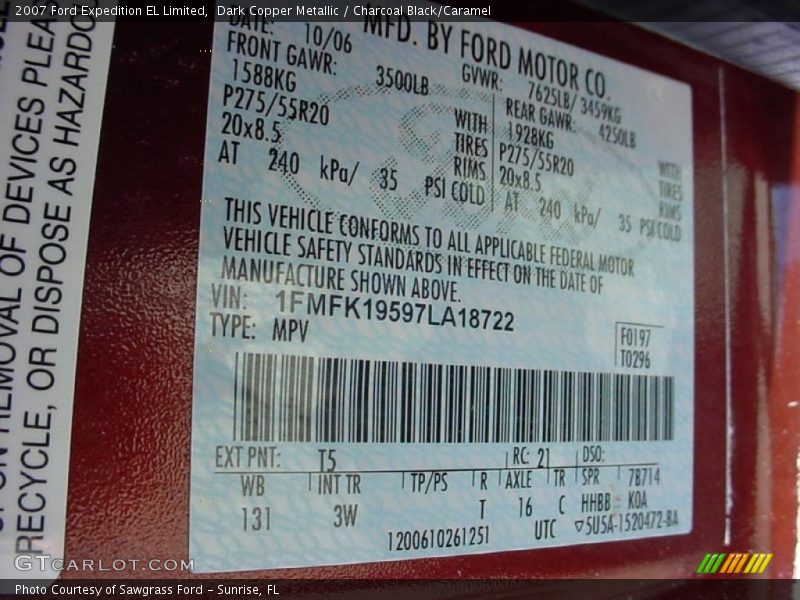 2007 Ford Expedition EL Limited, Dark Copper Metallic / Charcoal Black/Caramel
REMOVAL OF DEVICES PLEA
RECYCLE, OR DISPOSE AS HAZARDO
MFD. BY FORD MOTOR CO.
DATE: 10/06 GVWR: 7625LB/ 3459KG
FRONT GAWR: 3500LB REAR GAWR: 4250LB
1588KG WITH 1928KG WITH
P275/55R20 TIRES P275/55R20 TIRES
20x8.5 RIMS 20x8.5 RIMS
AT 240 kPa/ 35 PSI COLD AT 240 kPa/ 35 PSI COLD
THIS VEHICLE CONFORMS TO ALL APPLICABLE FEDERAL MOTOR
VEHICLE SAFETY STANDARDS IN EFFECT ON THE DATE OF
MANUFACTURE SHOWN ABOVE.
VIN: 1FMFK19597LA18722
TYPE: MPV
F0197
T0296
EXT PNT: T5 RC: 21 DSO:
WB INT TR TP/PS R AXLE TR SPR 7B714
131 3W T 16 C HHBB K0A
1200610261251 UTC ▽5U5A-1520472-BA
GTCARLOT.COM
Photo Courtesy of Sawgrass Ford - Sunrise, FL